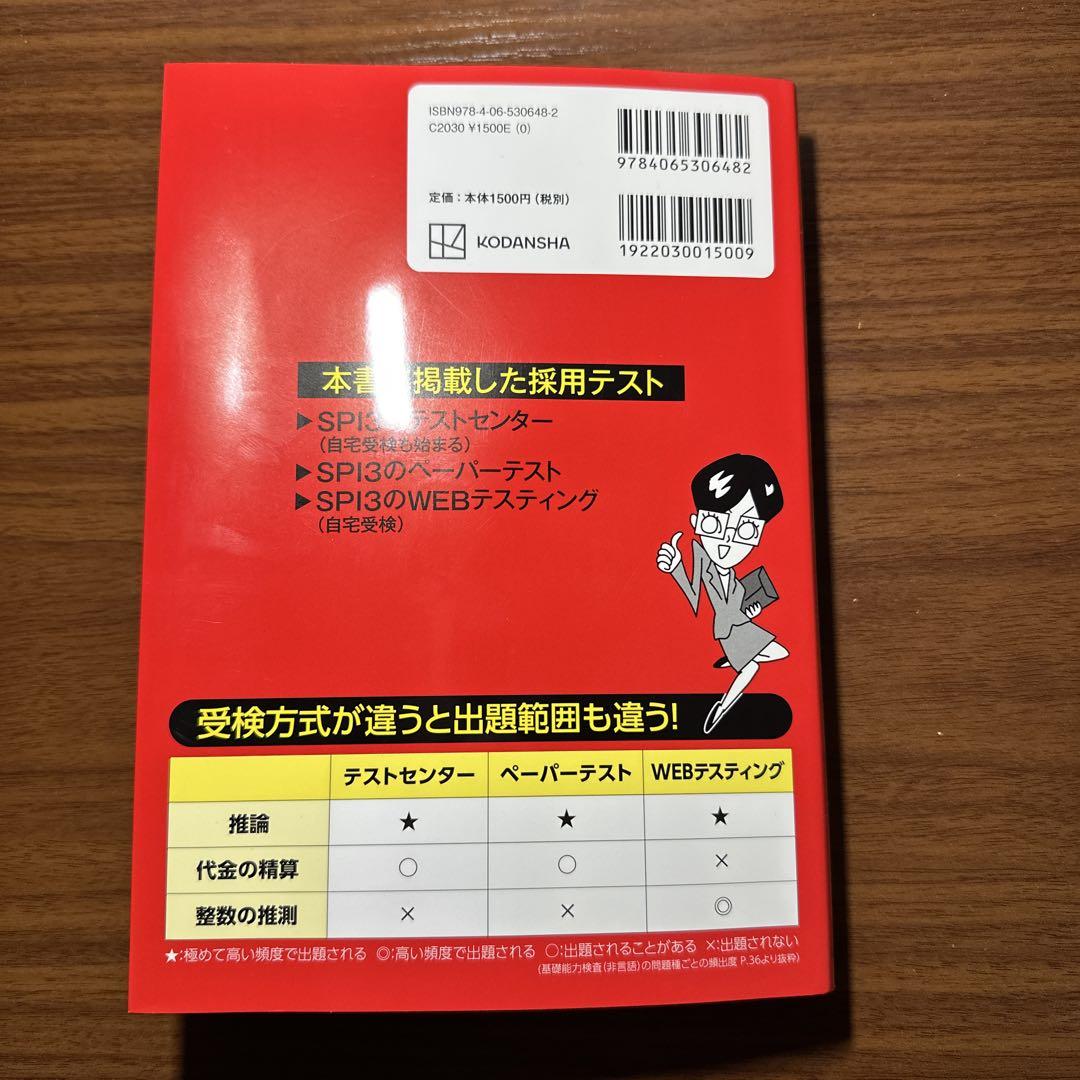 ISBN978-4-06-530648-2
C2030 ¥1500E (0)
9784065306482
定価：本体1500円（税別）
KODANSHA
1922030015009
本書 掲載した採用テスト
▶SPI3 テストセンター
（自宅受検も始まる）
▶SPI3のペーパーテスト
▶SPI3のWEBテスティング
（自宅受検）
受検方式が違うと出題範囲も違う!
テストセンター ペーパーテスト WEBテスティング
推論 ★ ★ ★
代金の精算 ○ ○ ×
整数の推測 × × ◎
★:極めて高い頻度で出題される ◎:高い頻度で出題される ○:出題されることがある ×:出題されない
(基礎能力検査(非言語)の問題種ごとの頻出度 P.36より抜粋)